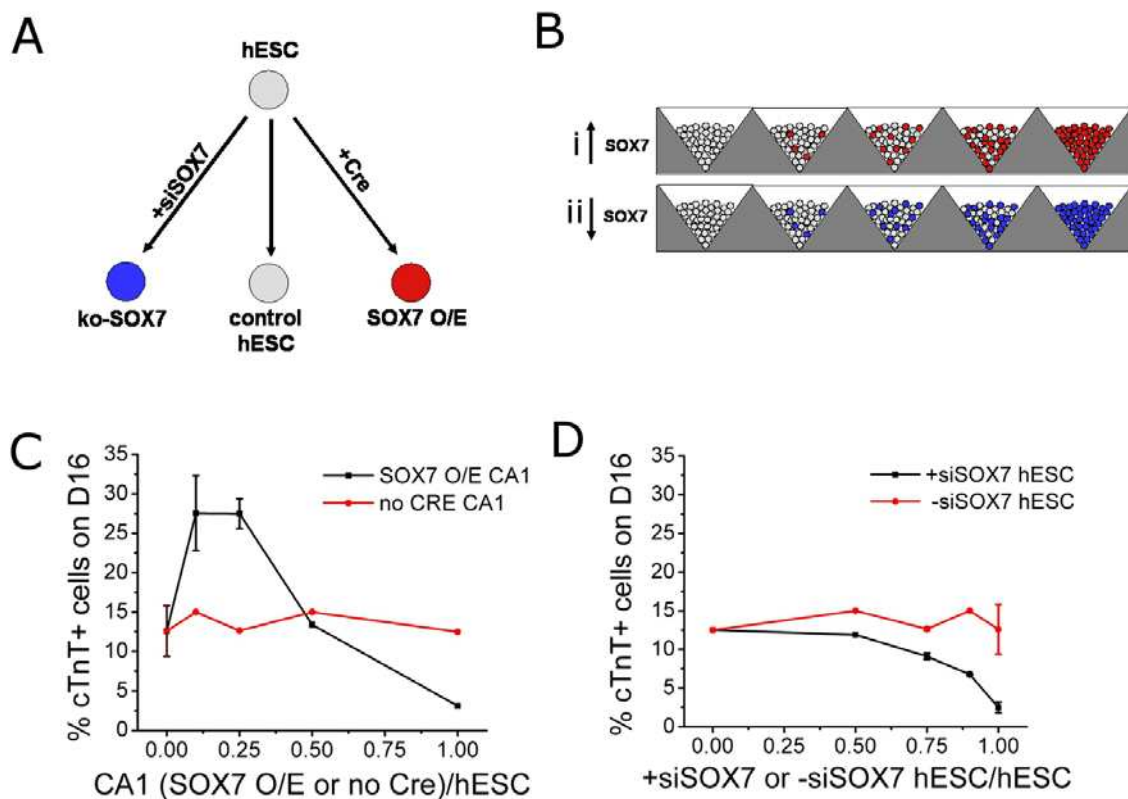 A
hESC
+siSOX7
+Cre
ko-SOX7
control
hESC
SOX7 O/E
B
i
SOX7
ii
SOX7
C
% cTnT+ cells on D16
35
30
25
20
15
10
5
0
SOX7 O/E CA1
no CRE CA1
0.00 0.25 0.50 0.75 1.00
CA1 (SOX7 O/E or no Cre)/hESC
D
% cTnT+ cells on D16
35
30
25
20
15
10
5
0
+siSOX7 hESC
-siSOX7 hESC
0.00 0.25 0.50 0.75 1.00
+siSOX7 or -siSOX7 hESC/hESC